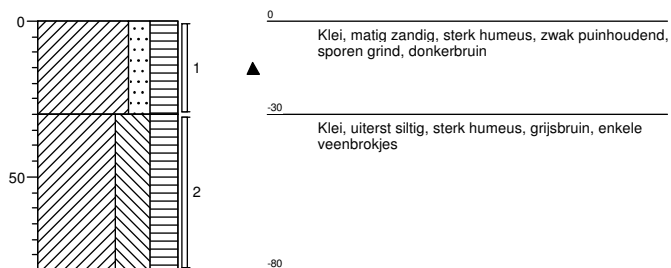 0
0
Klei, matig zandig, sterk humeus, zwak puinhoudend,
sporen grind, donkerbruin
1
-30
Klei, uiterst siltig, sterk humeus, grijsbruin, enkele
veenbrokjes
50
2
-80